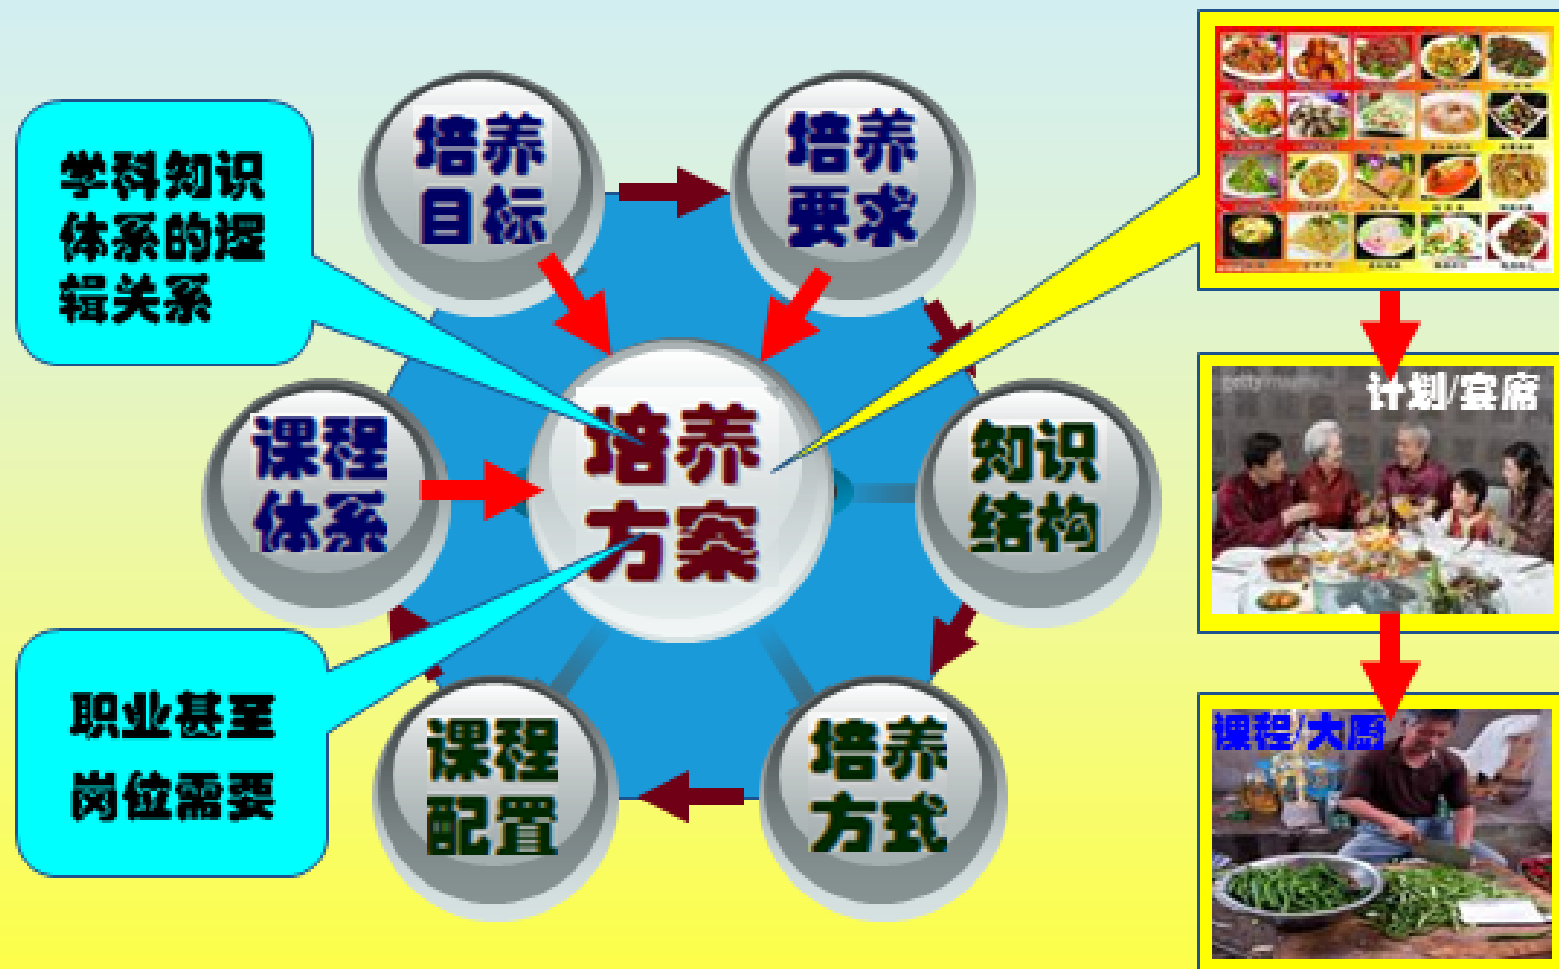 学科知识
体系的逻
辑关系
培养
目标
培养
要求
课程
体系
培养
方案
知识
结构
职业甚至
岗位需要
课程
配置
培养
方式
gettyimages
计划/宴席
课程/大厨